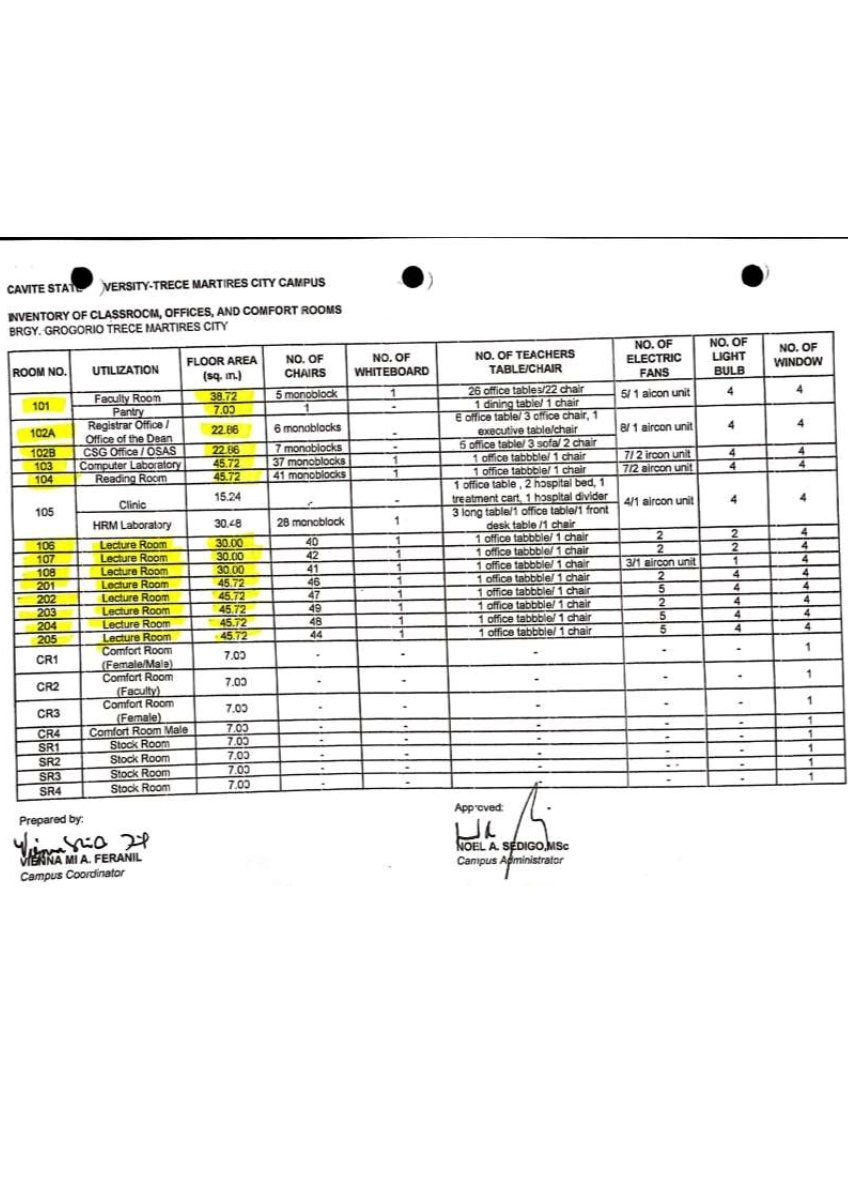 CAVITE STATE VERSITY-TRECE MARTIRES CITY CAMPUS
INVENTORY OF CLASSROOM, OFFICES, AND COMFORT ROOMS
BRGY. GROGORIO TRECE MARTIRES CITY
ROOM NO. UTILIZATION FLOOR AREA (sq. m.) NO. OF CHAIRS NO. OF WHITEBOARD NO. OF TEACHERS TABLE/CHAIR NO. OF ELECTRIC FANS NO. OF LIGHT BULB NO. OF WINDOW
101 Faculty Room 38.72 5 monoblock 1 26 office tables/22 chair 5/ 1 aicon unit 4 4
Pantry 7.00 1 - 1 dining table/ 1 chair
102A Registrar Office / Office of the Dean 22.86 6 monoblocks - 6 office table/ 3 office chair, 1 executive table/chair 8/ 1 aircon unit 4 4
102B CSG Office / OSAS 22.86 7 monoblocks - 5 office table/ 3 sofa/ 2 chair 7/ 2 ircon unit 4 4
103 Computer Laboratory 45.72 37 monoblocks 1 1 office tabbble/ 1 chair 7/2 aircon unit 4 4
104 Reading Room 45.72 41 monoblocks 1 1 office tabbble/ 1 chair
105 Clinic 15.24 - - 1 office table , 2 hospital bed, 1 treatment cart, 1 hospital divider 4/1 aircon unit 4 4
HRM Laboratory 30.48 28 monoblock 1 3 long table/1 office table/1 front desk table /1 chair
106 Lecture Room 30.00 40 1 1 office tabbble/ 1 chair 2 2 4
107 Lecture Room 30.00 42 1 1 office tabbble/ 1 chair 2 2 4
108 Lecture Room 30.00 41 1 1 office tabbble/ 1 chair 3/1 aircon unit 1 4
201 Lecture Room 45.72 46 1 1 office tabbble/ 1 chair 2 4 4
202 Lecture Room 45.72 47 1 1 office tabbble/ 1 chair 5 4 4
203 Lecture Room 45.72 49 1 1 office tabbble/ 1 chair 2 4 4
204 Lecture Room 45.72 48 1 1 office tabbble/ 1 chair 5 4 4
205 Lecture Room 45.72 44 1 1 office tabbble/ 1 chair 5 4 4
CR1 Comfort Room (Female/Male) 7.00 - - - - - 1
CR2 Comfort Room (Faculty) 7.00 - - - - - 1
CR3 Comfort Room (Female) 7.00 - - - - - 1
CR4 Comfort Room Male 7.00 - - - - - 1
SR1 Stock Room 7.00 - - - - - 1
SR2 Stock Room 7.00 - - - - - 1
SR3 Stock Room 7.00 - - - - - 1
SR4 Stock Room 7.00 - - - - - 1
Prepared by:
VIENNA MI A. FERANIL
Campus Coordinator
Approved:
NOEL A. SEDIGO,MSc
Campus Administrator